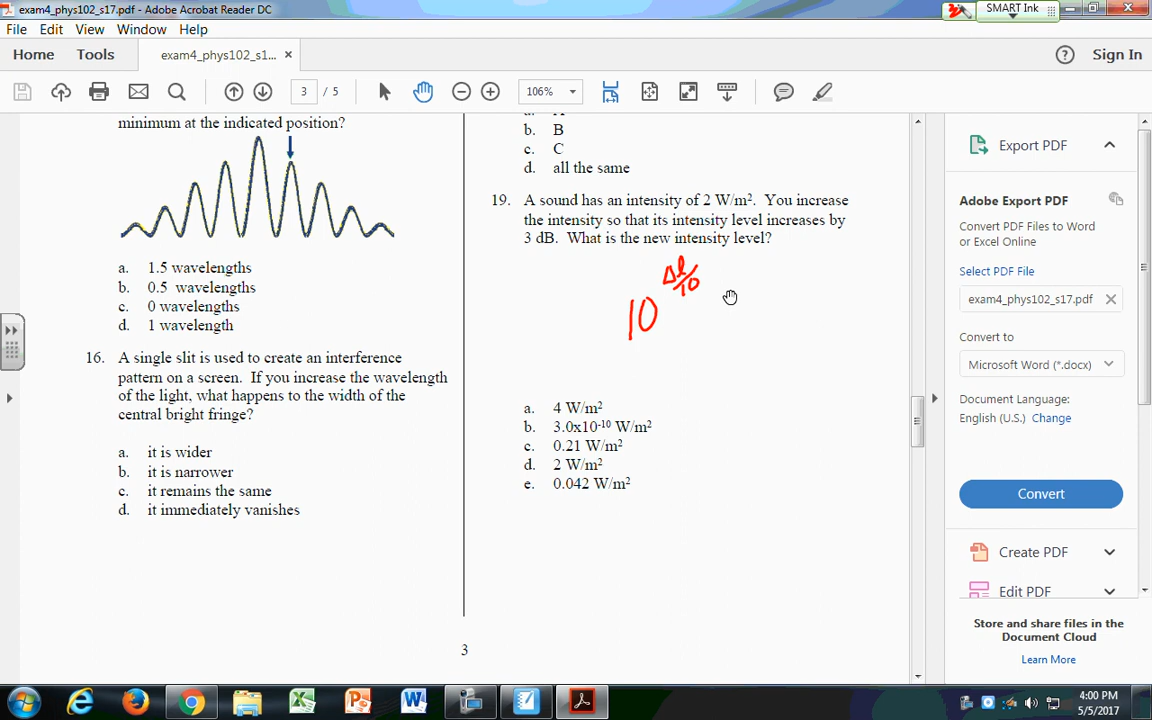 exam4_phys102_s17.pdf - Adobe Acrobat Reader DC
SMART Ink
File Edit View Window Help
Home Tools exam4_phys102_s1... × Sign In
3 / 5 106%
minimum at the indicated position?
a. 1.5 wavelengths
b. 0.5 wavelengths
c. 0 wavelengths
d. 1 wavelength
16. A single slit is used to create an interference
pattern on a screen. If you increase the wavelength
of the light, what happens to the width of the
central bright fringe?
a. it is wider
b. it is narrower
c. it remains the same
d. it immediately vanishes
b. B
c. C
d. all the same
19. A sound has an intensity of 2 W/m². You increase
the intensity so that its intensity level increases by
3 dB. What is the new intensity level?
10^Δl/10
a. 4 W/m²
b. 3.0x10⁻¹⁰ W/m²
c. 0.21 W/m²
d. 2 W/m²
e. 0.042 W/m²
3
Export PDF
Adobe Export PDF
Convert PDF Files to Word
or Excel Online
Select PDF File
exam4_phys102_s17.pdf
Convert to
Microsoft Word (*.docx)
Document Language:
English (U.S.) Change
Convert
Create PDF
Edit PDF
Store and share files in the
Document Cloud
Learn More
4:00 PM
5/5/2017